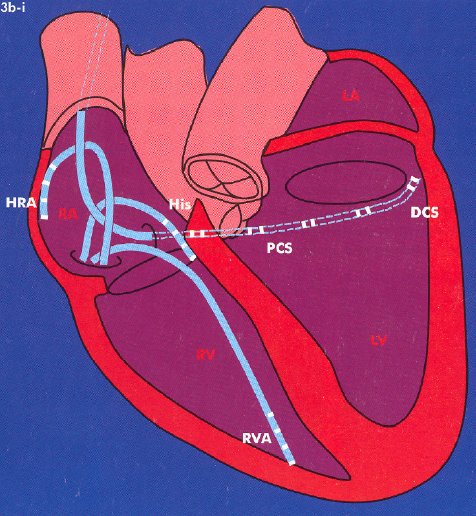 3b-i
LA
HRA
RA
His
DCS
PCS
RV
LV
RVA